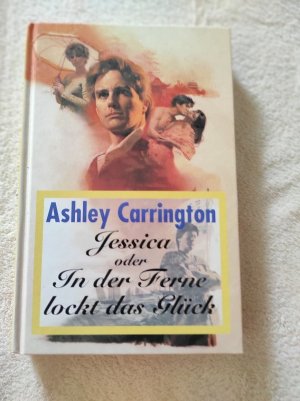 Ashley Carrington
Jessica
oder
In der Ferne
lockt das Glück